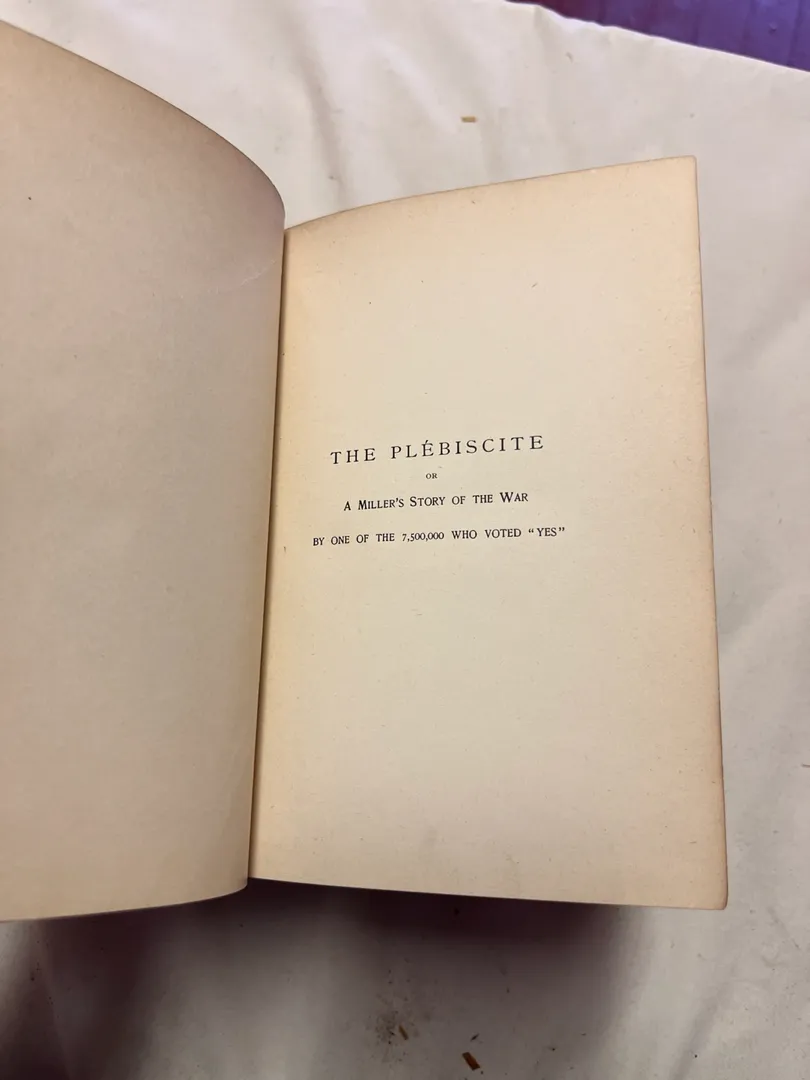 THE PLÉBISCITE
OR
A MILLER'S STORY OF THE WAR
BY ONE OF THE 7,500,000 WHO VOTED "YES"